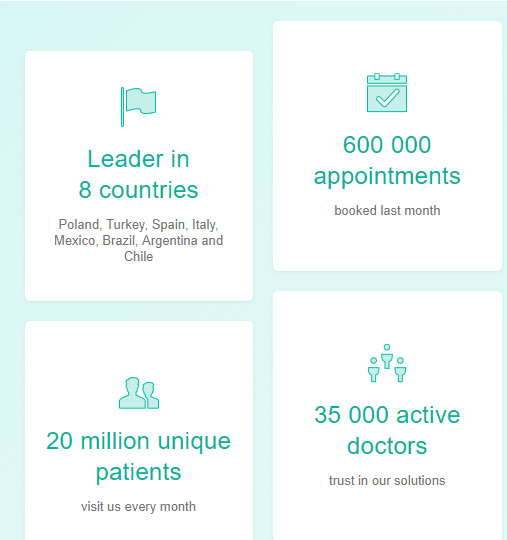 Leader in
8 countries
Poland, Turkey, Spain, Italy,
Mexico, Brazil, Argentina and
Chile
600 000
appointments
booked last month
20 million unique
patients
visit us every month
35 000 active
doctors
trust in our solutions